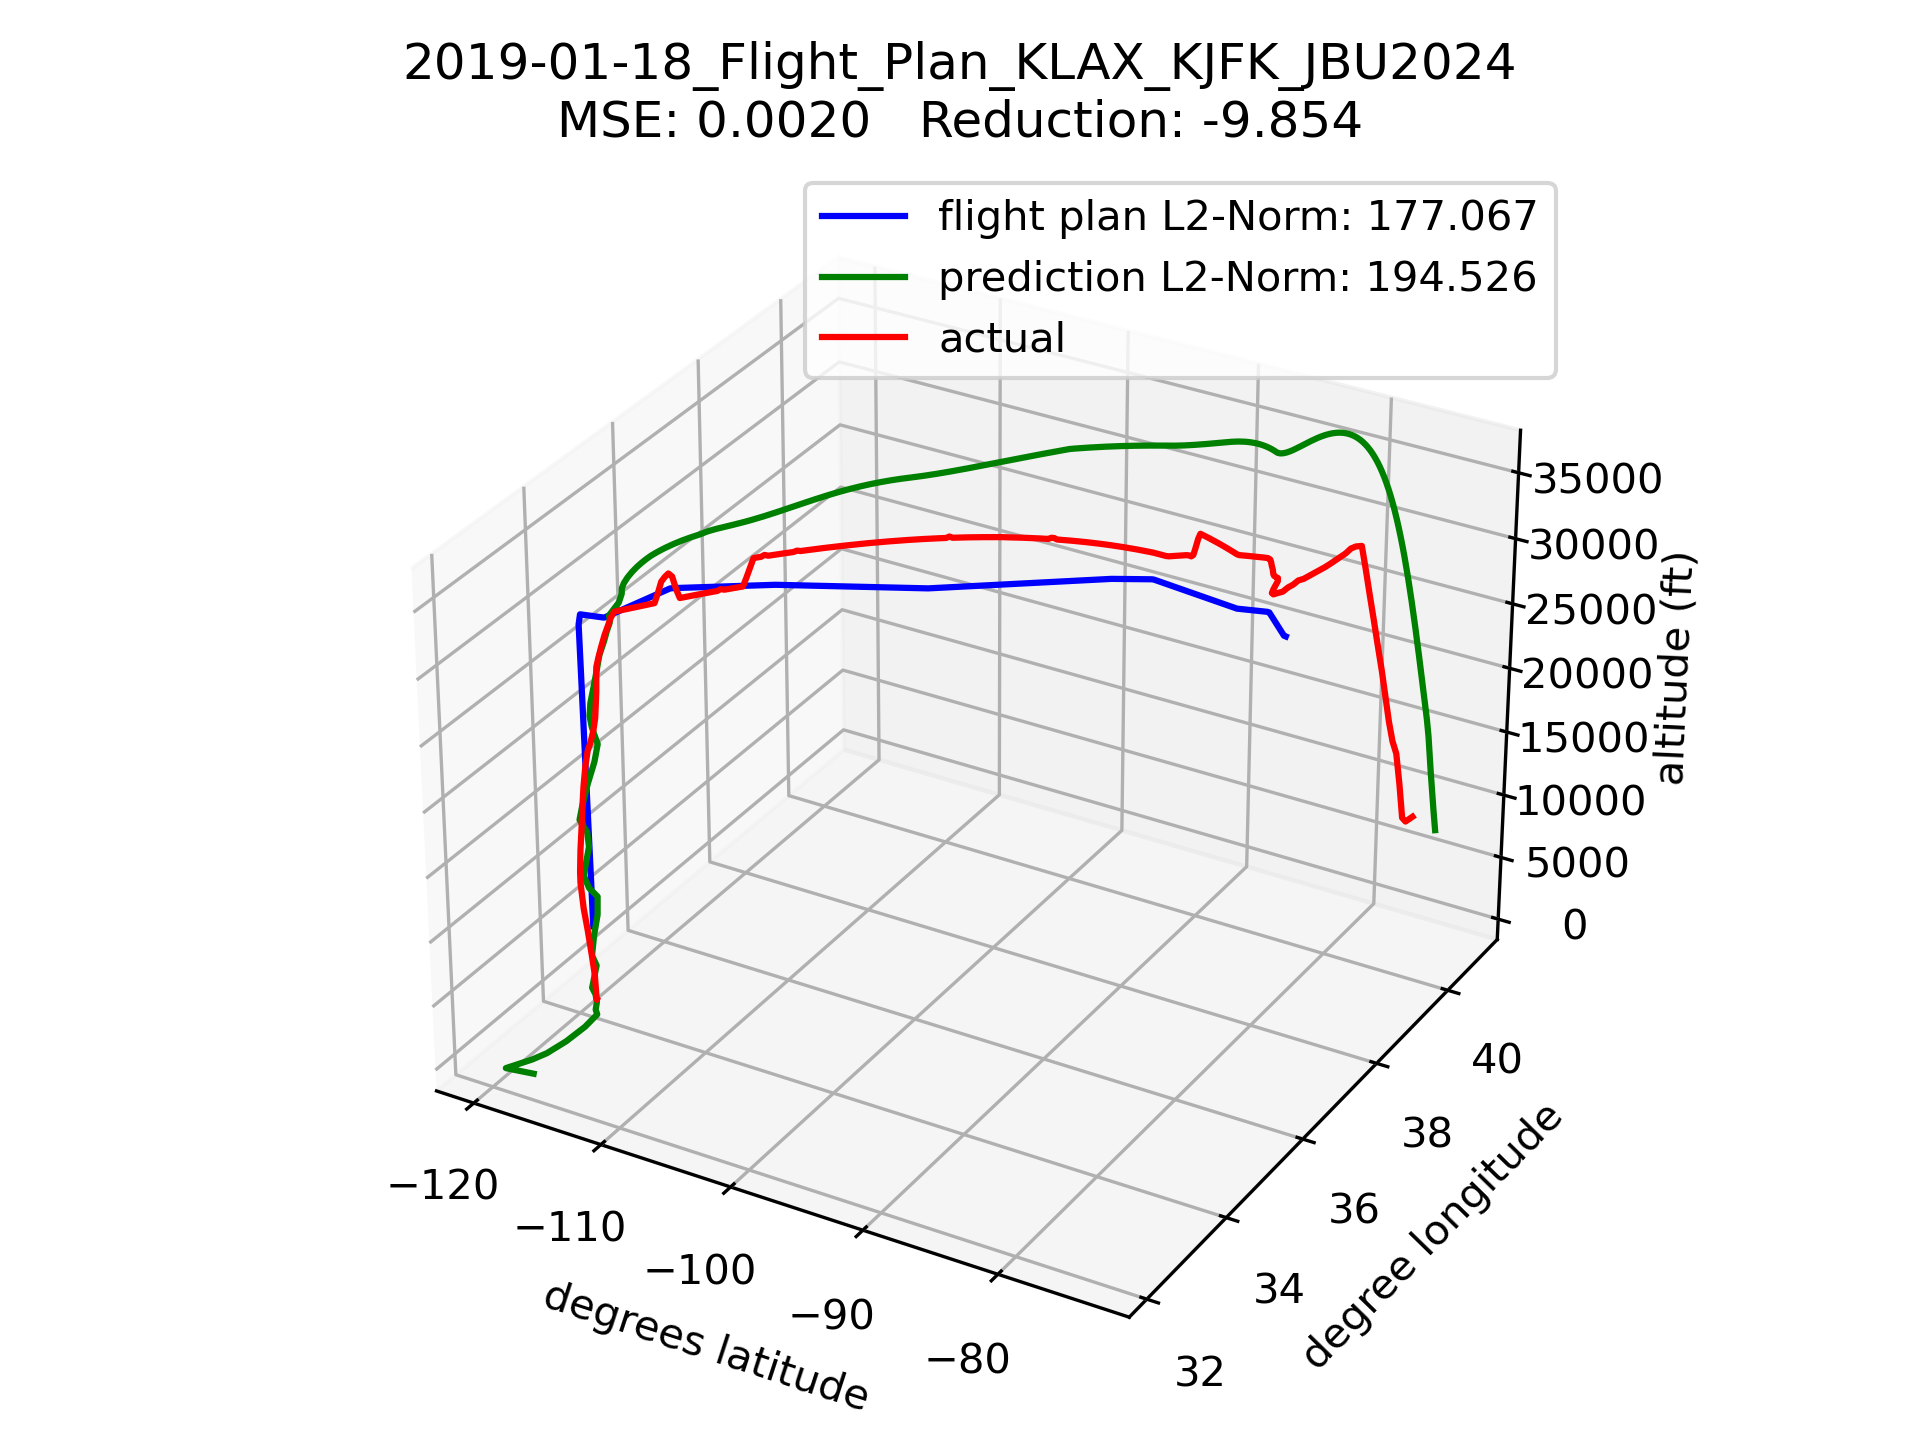 2019-01-18_Flight_Plan_KLAX_KJFK_JBU2024
MSE: 0.0020   Reduction: -9.854
flight plan L2-Norm: 177.067
prediction L2-Norm: 194.526
actual
35000
30000
25000
20000
15000
10000
5000
0
altitude (ft)
40
38
36
34
32
degree longitude
−120
−110
−100
−90
−80
degrees latitude